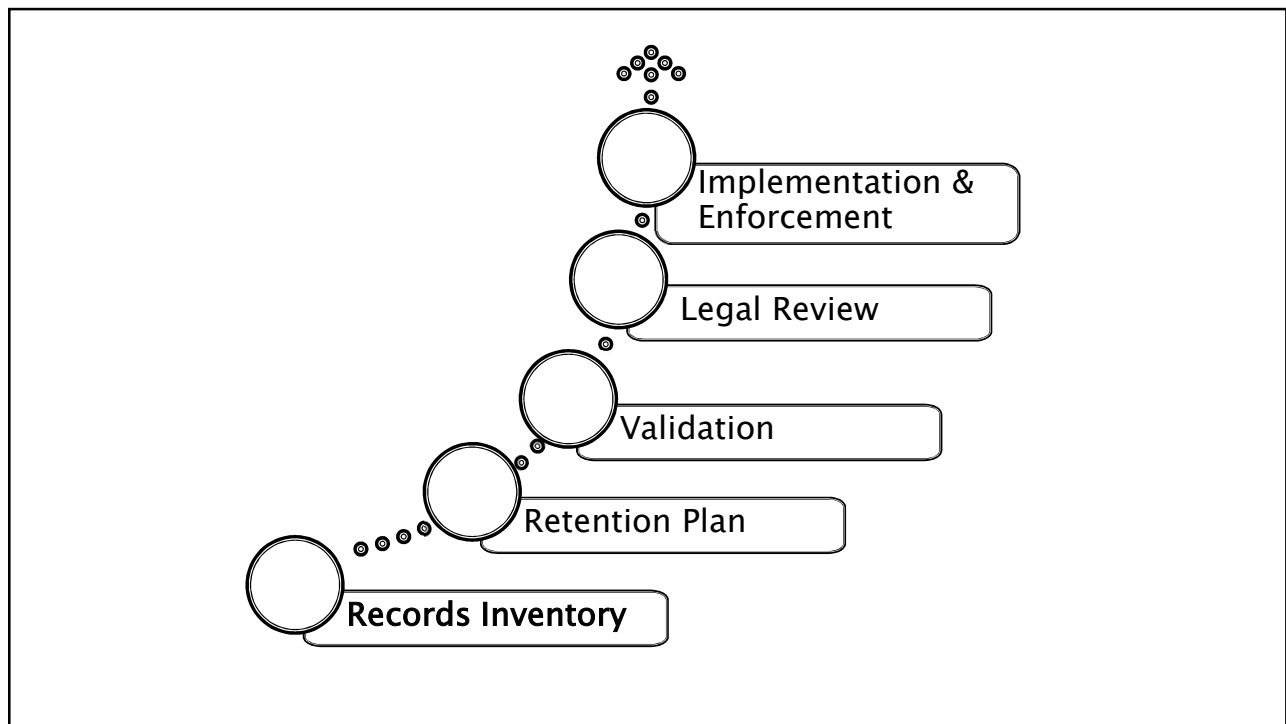 Implementation &
Enforcement
Legal Review
Validation
Retention Plan
Records Inventory